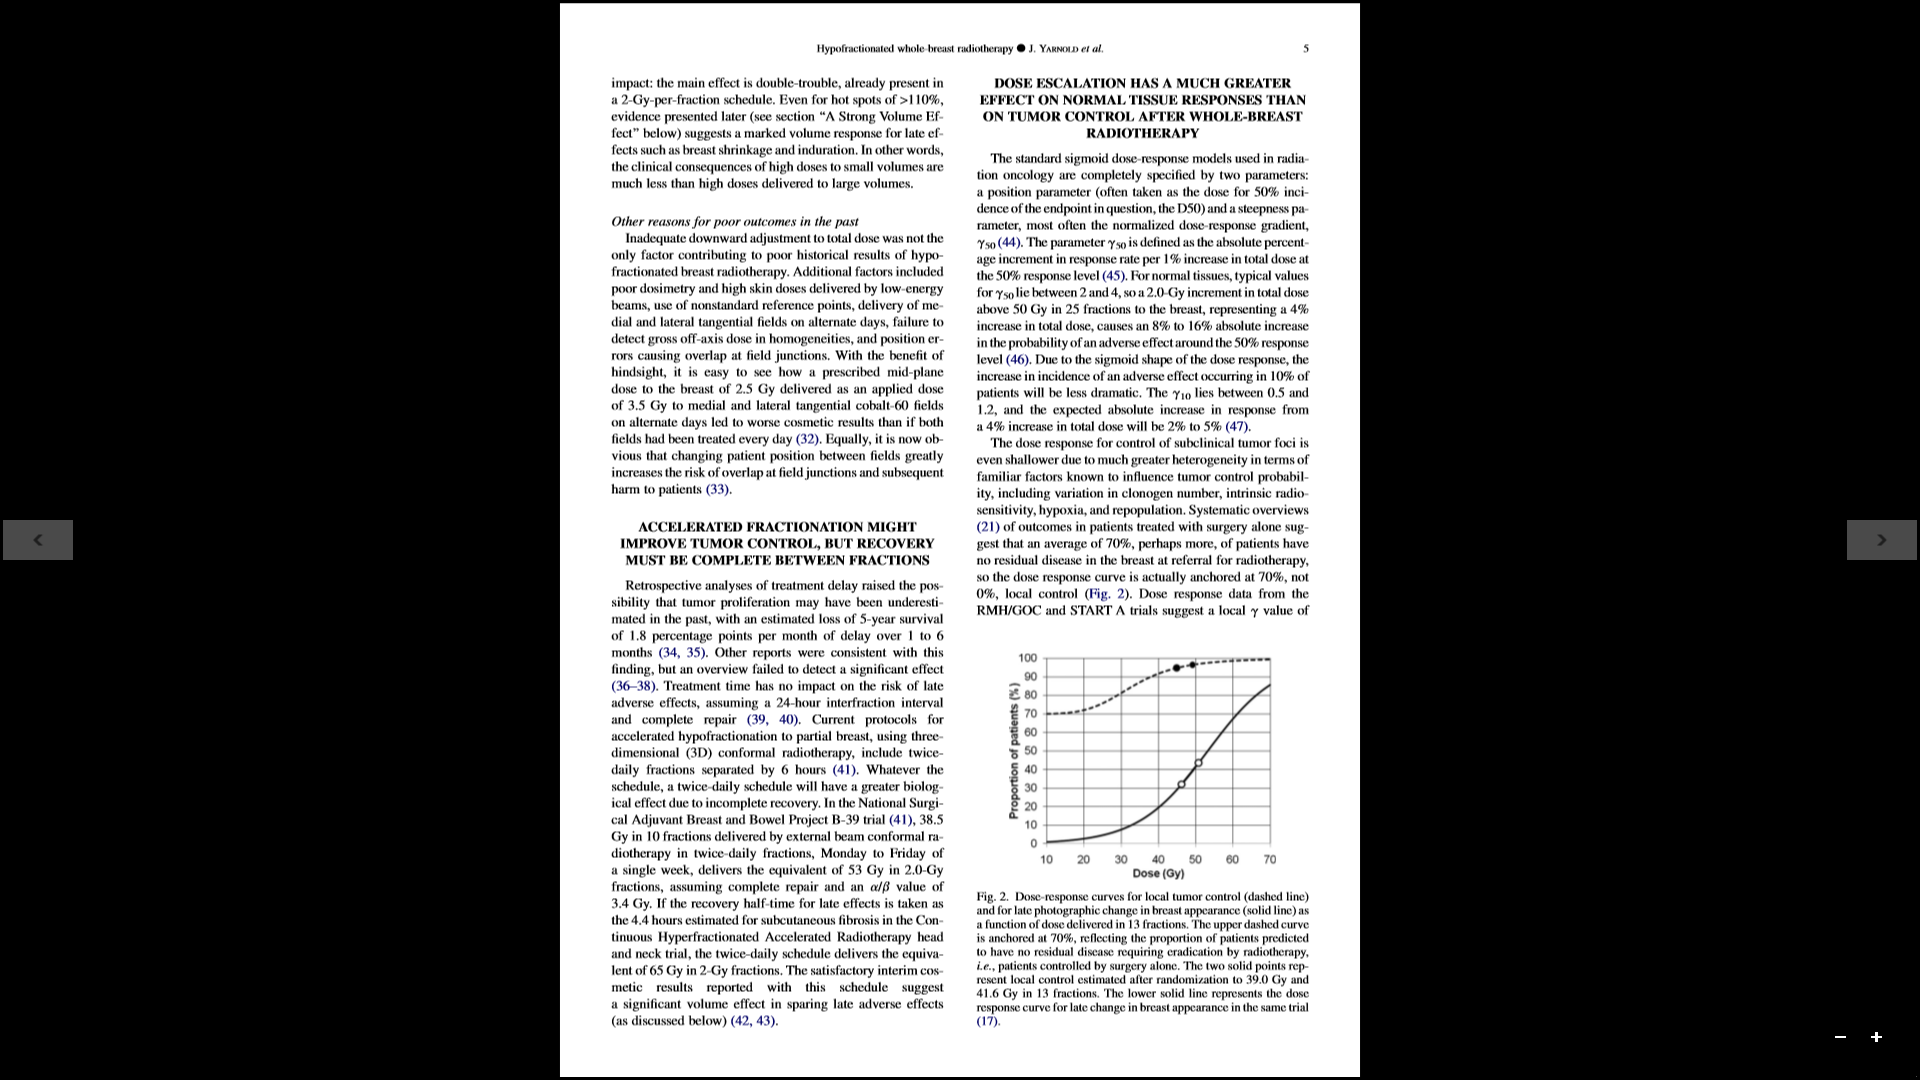 Hypofractionated whole-breast radiotherapy ● J. YARNOLD et al. 5
impact: the main effect is double-trouble, already present in
a 2-Gy-per-fraction schedule. Even for hot spots of >110%,
evidence presented later (see section “A Strong Volume Ef-
fect” below) suggests a marked volume response for late ef-
fects such as breast shrinkage and induration. In other words,
the clinical consequences of high doses to small volumes are
much less than high doses delivered to large volumes.
Other reasons for poor outcomes in the past
Inadequate downward adjustment to total dose was not the
only factor contributing to poor historical results of hypo-
fractionated breast radiotherapy. Additional factors included
poor dosimetry and high skin doses delivered by low-energy
beams, use of nonstandard reference points, delivery of me-
dial and lateral tangential fields on alternate days, failure to
detect gross off-axis dose in homogeneities, and position er-
rors causing overlap at field junctions. With the benefit of
hindsight, it is easy to see how a prescribed mid-plane
dose to the breast of 2.5 Gy delivered as an applied dose
of 3.5 Gy to medial and lateral tangential cobalt-60 fields
on alternate days led to worse cosmetic results than if both
fields had been treated every day (32). Equally, it is now ob-
vious that changing patient position between fields greatly
increases the risk of overlap at field junctions and subsequent
harm to patients (33).
ACCELERATED FRACTIONATION MIGHT
IMPROVE TUMOR CONTROL, BUT RECOVERY
MUST BE COMPLETE BETWEEN FRACTIONS
Retrospective analyses of treatment delay raised the pos-
sibility that tumor proliferation may have been underesti-
mated in the past, with an estimated loss of 5-year survival
of 1.8 percentage points per month of delay over 1 to 6
months (34, 35). Other reports were consistent with this
finding, but an overview failed to detect a significant effect
(36–38). Treatment time has no impact on the risk of late
adverse effects, assuming a 24-hour interfraction interval
and complete repair (39, 40). Current protocols for
accelerated hypofractionation to partial breast, using three-
dimensional (3D) conformal radiotherapy, include twice-
daily fractions separated by 6 hours (41). Whatever the
schedule, a twice-daily schedule will have a greater biolog-
ical effect due to incomplete recovery. In the National Surgi-
cal Adjuvant Breast and Bowel Project B-39 trial (41), 38.5
Gy in 10 fractions delivered by external beam conformal ra-
diotherapy in twice-daily fractions, Monday to Friday of
a single week, delivers the equivalent of 53 Gy in 2.0-Gy
fractions, assuming complete repair and an α/β value of
3.4 Gy. If the recovery half-time for late effects is taken as
the 4.4 hours estimated for subcutaneous fibrosis in the Con-
tinuous Hyperfractionated Accelerated Radiotherapy head
and neck trial, the twice-daily schedule delivers the equiva-
lent of 65 Gy in 2-Gy fractions. The satisfactory interim cos-
metic results reported with this schedule suggest
a significant volume effect in sparing late adverse effects
(as discussed below) (42, 43).
DOSE ESCALATION HAS A MUCH GREATER
EFFECT ON NORMAL TISSUE RESPONSES THAN
ON TUMOR CONTROL AFTER WHOLE-BREAST
RADIOTHERAPY
The standard sigmoid dose-response models used in radia-
tion oncology are completely specified by two parameters:
a position parameter (often taken as the dose for 50% inci-
dence of the endpoint in question, the D50) and a steepness pa-
rameter, most often the normalized dose-response gradient,
γ50 (44). The parameter γ50 is defined as the absolute percent-
age increment in response rate per 1% increase in total dose at
the 50% response level (45). For normal tissues, typical values
for γ50 lie between 2 and 4, so a 2.0-Gy increment in total dose
above 50 Gy in 25 fractions to the breast, representing a 4%
increase in total dose, causes an 8% to 16% absolute increase
in the probability of an adverse effect around the 50% response
level (46). Due to the sigmoid shape of the dose response, the
increase in incidence of an adverse effect occurring in 10% of
patients will be less dramatic. The γ10 lies between 0.5 and
1.2, and the expected absolute increase in response from
a 4% increase in total dose will be 2% to 5% (47).
The dose response for control of subclinical tumor foci is
even shallower due to much greater heterogeneity in terms of
familiar factors known to influence tumor control probabil-
ity, including variation in clonogen number, intrinsic radio-
sensitivity, hypoxia, and repopulation. Systematic overviews
(21) of outcomes in patients treated with surgery alone sug-
gest that an average of 70%, perhaps more, of patients have
no residual disease in the breast at referral for radiotherapy,
so the dose response curve is actually anchored at 70%, not
0%, local control (Fig. 2). Dose response data from the
RMH/GOC and START A trials suggest a local γ value of
Proportion of patients (%)
100
90
80
70
60
50
40
30
20
10
0
10 20 30 40 50 60 70
Dose (Gy)
Fig. 2. Dose-response curves for local tumor control (dashed line)
and for late photographic change in breast appearance (solid line) as
a function of dose delivered in 13 fractions. The upper dashed curve
is anchored at 70%, reflecting the proportion of patients predicted
to have no residual disease requiring eradication by radiotherapy,
i.e., patients controlled by surgery alone. The two solid points rep-
resent local control estimated after randomization to 39.0 Gy and
41.6 Gy in 13 fractions. The lower solid line represents the dose
response curve for late change in breast appearance in the same trial
(17).